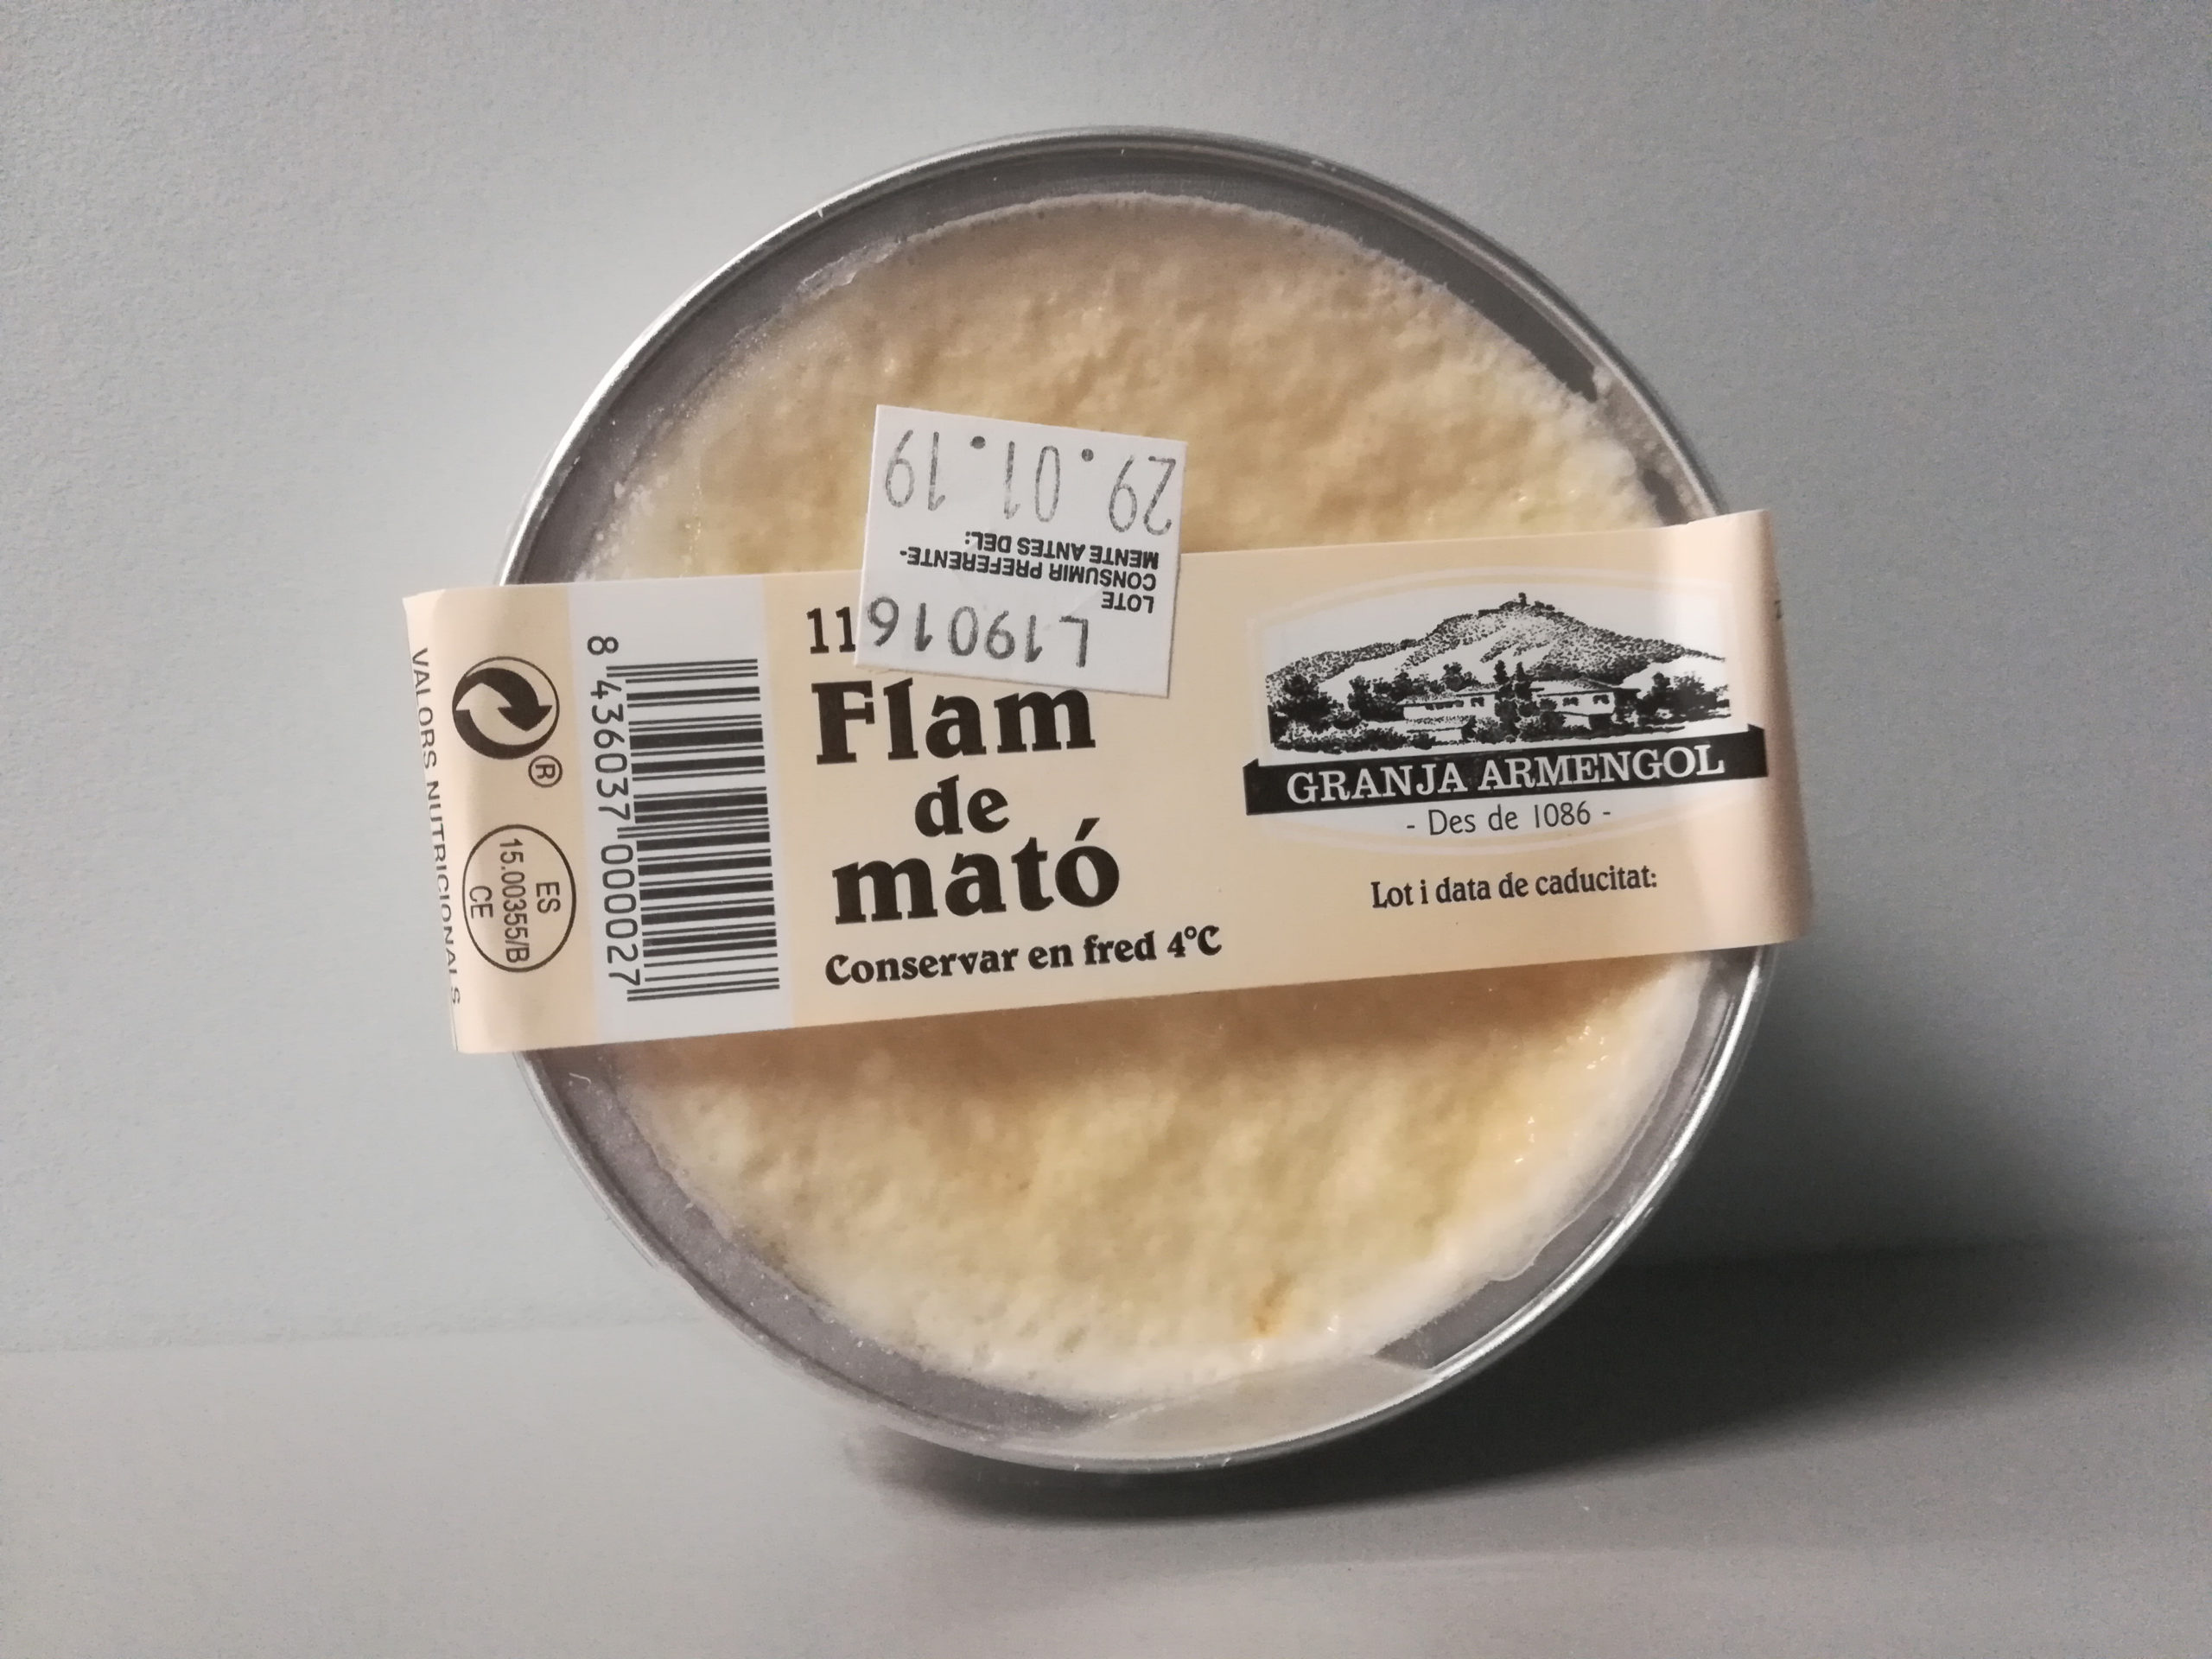 29.01.19
CONSUMIR PREFERENTE-
MENTE ANTES DEL:
LOTE
L19016
11
Flam
de
mató
Conservar en fred 4°C
GRANJA ARMENGOL
- Des de 1086 -
Lot i data de caducitat:
8 436037 000027
®
ES
15.00355/B
CE
VALORS NUTRICIONALS